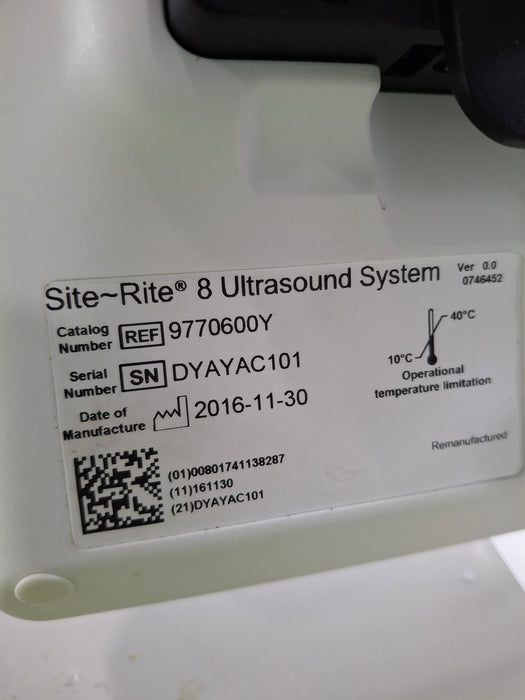 Site~Rite® 8 Ultrasound System
Ver 0.0
0746452
Catalog Number REF 9770600Y
Serial Number SN DYAYAC101
Date of Manufacture 2016-11-30
40°C
10°C
Operational
temperature limitation
Remanufactured
(01)00801741138287
(11)161130
(21)DYAYAC101